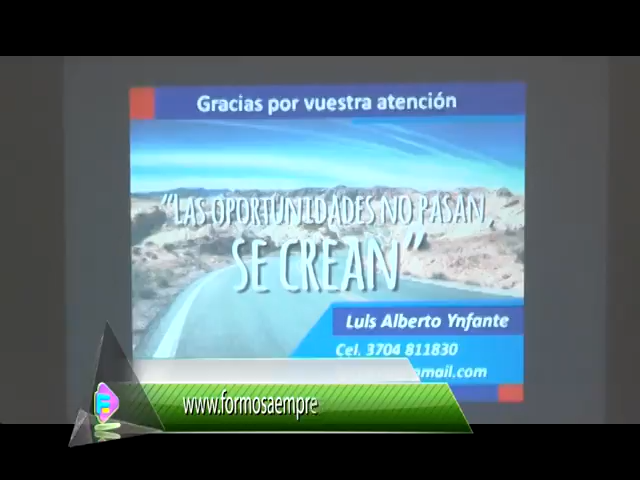 Gracias por vuestra atención
"LAS OPORTUNIDADES NO PASAN,
SE CREAN"
Luis Alberto Ynfante
Cel. 3704 811830
mail.com
www.formosaempre